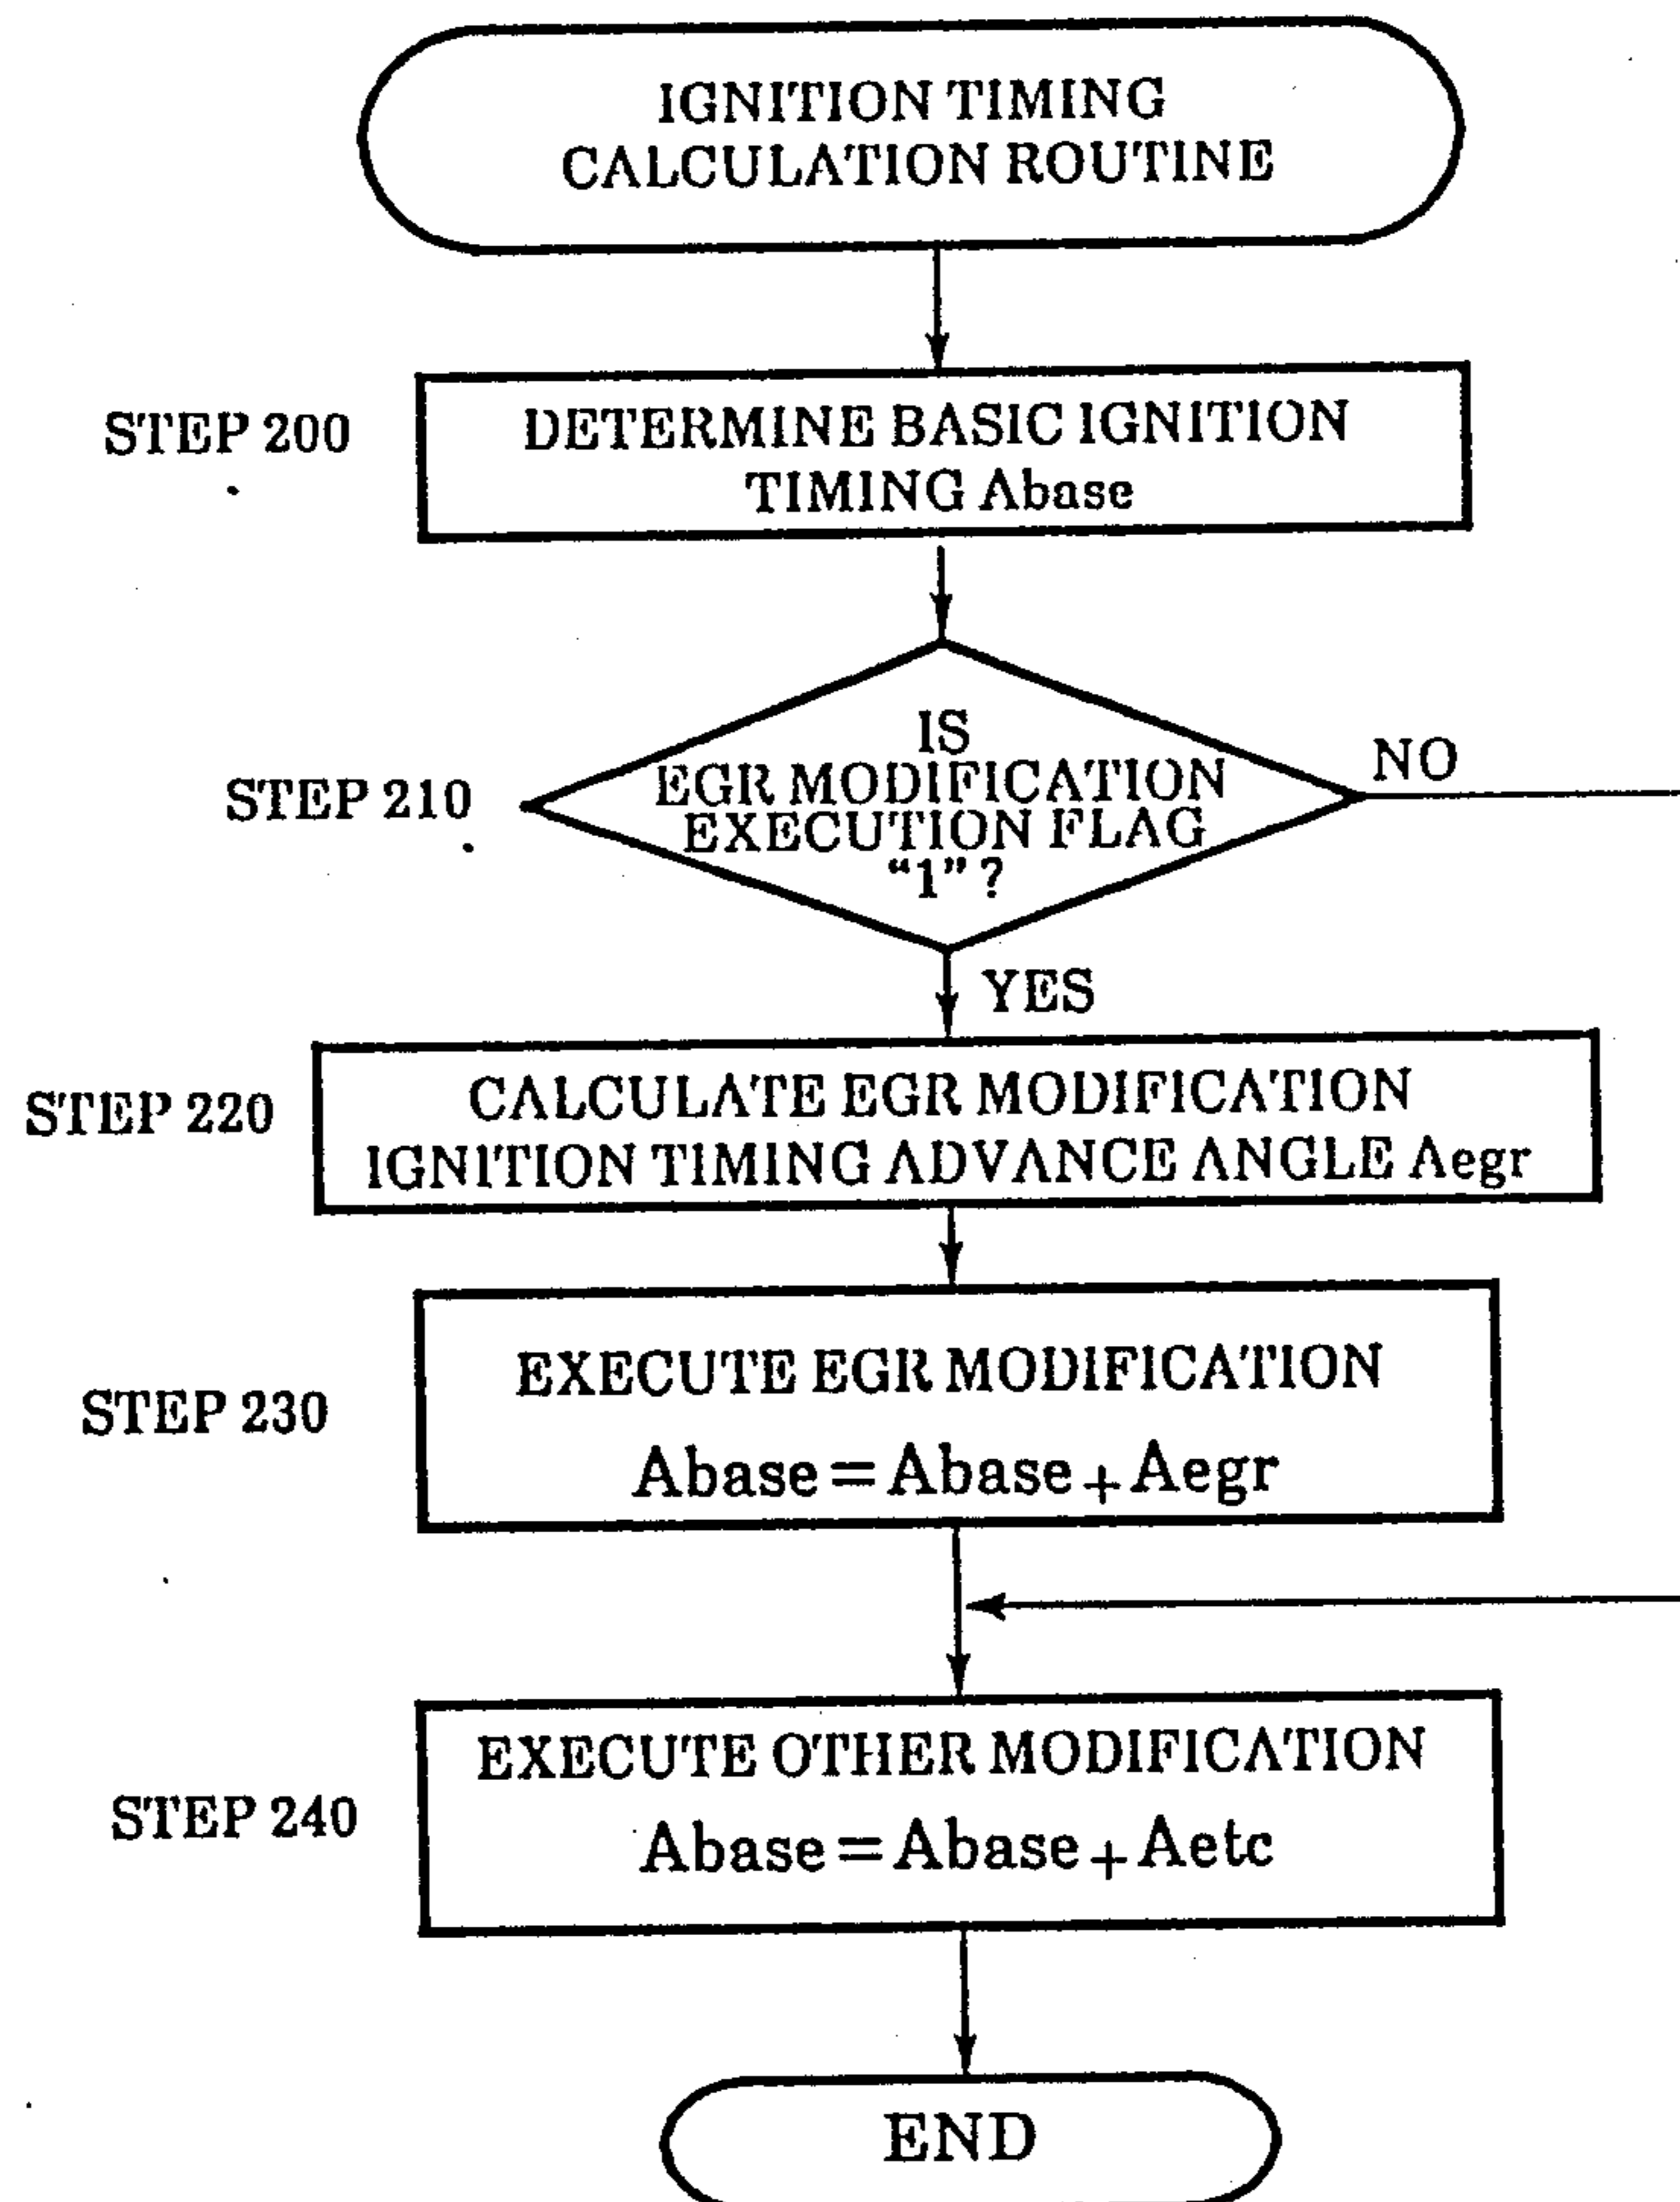 IGNITION TIMING
CALCULATION ROUTINE
STEP 200
DETERMINE BASIC IGNITION
TIMING Abase
STEP 210
IS
EGR MODIFICATION
EXECUTION FLAG
“1”?
NO
YES
STEP 220
CALCULATE EGR MODIFICATION
IGNITION TIMING ADVANCE ANGLE Aegr
STEP 230
EXECUTE EGR MODIFICATION
Abase = Abase + Aegr
STEP 240
EXECUTE OTHER MODIFICATION
Abase = Abase + Aetc
END